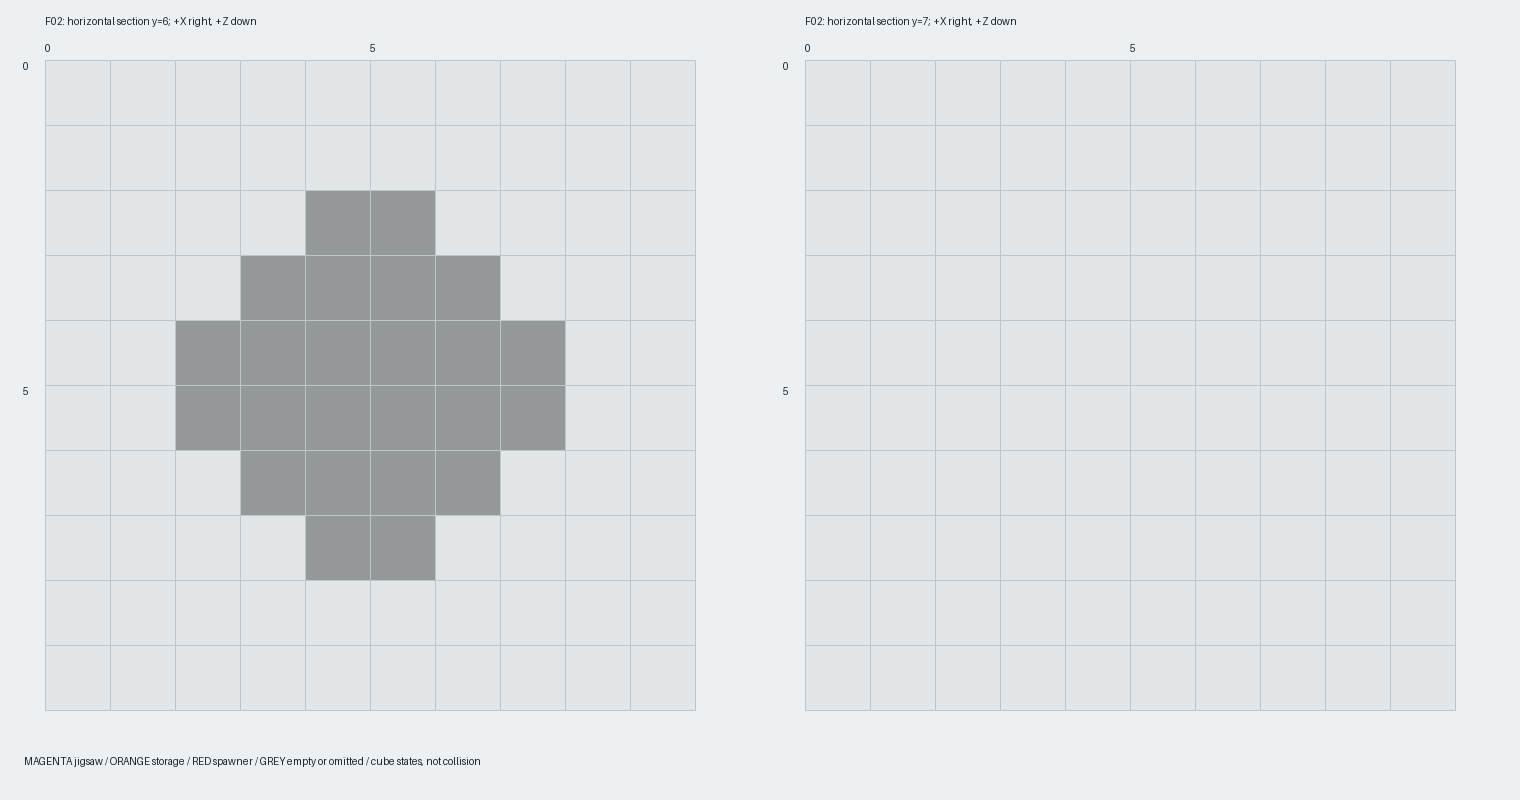 F02: horizontal section y=6; +X right, +Z down
F02: horizontal section y=7; +X right, +Z down
0 5
0 5
0
0
5
5
MAGENTA jigsaw / ORANGE storage / RED spawner / GREY empty or omitted / cube states, not collision